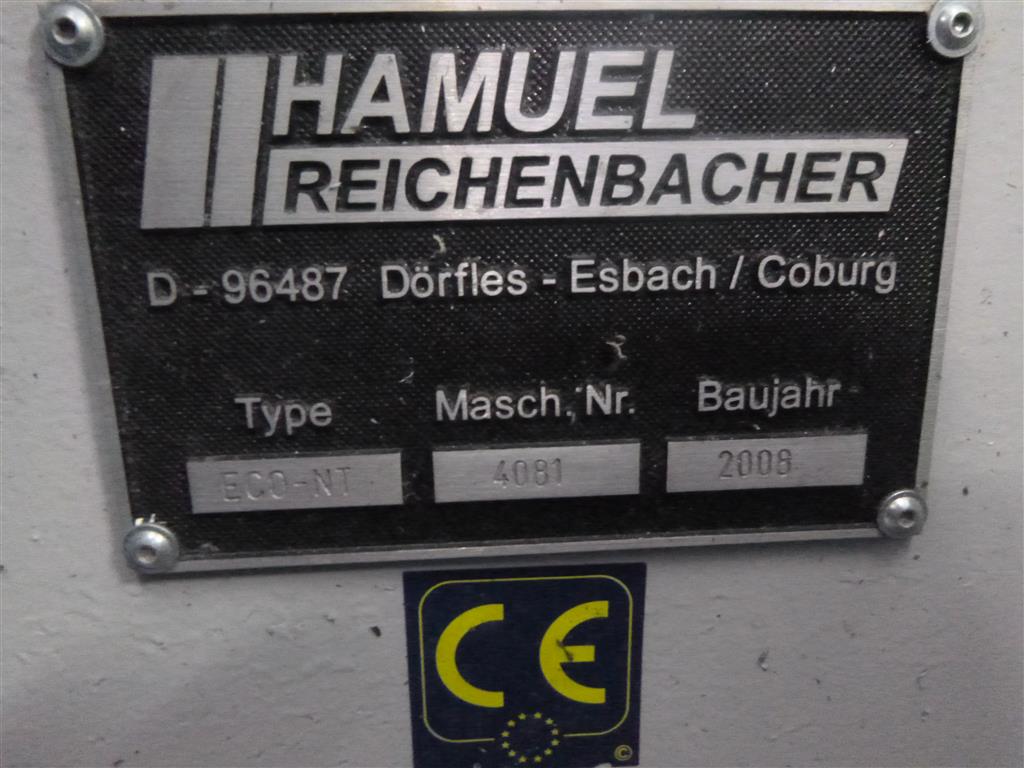 HAMUEL
REICHENBACHER
D - 96487 Dörfles - Esbach / Coburg
Type Masch. Nr. Baujahr
ECO-NT 4081 2008
CE
©